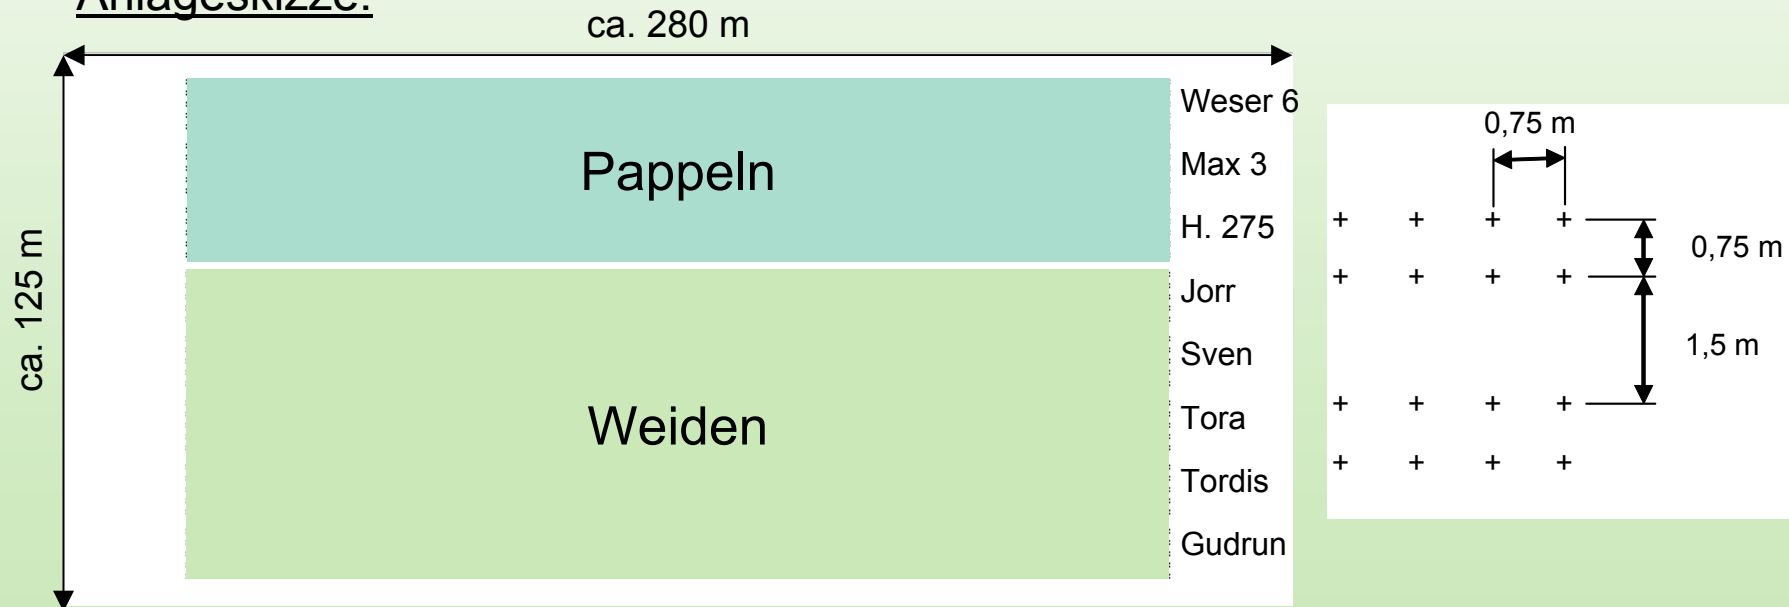 Anlageskizze:
ca. 280 m
ca. 125 m
Pappeln
Weiden
Weser 6
Max 3
H. 275
Jorr
Sven
Tora
Tordis
Gudrun
0,75 m
0,75 m
1,5 m